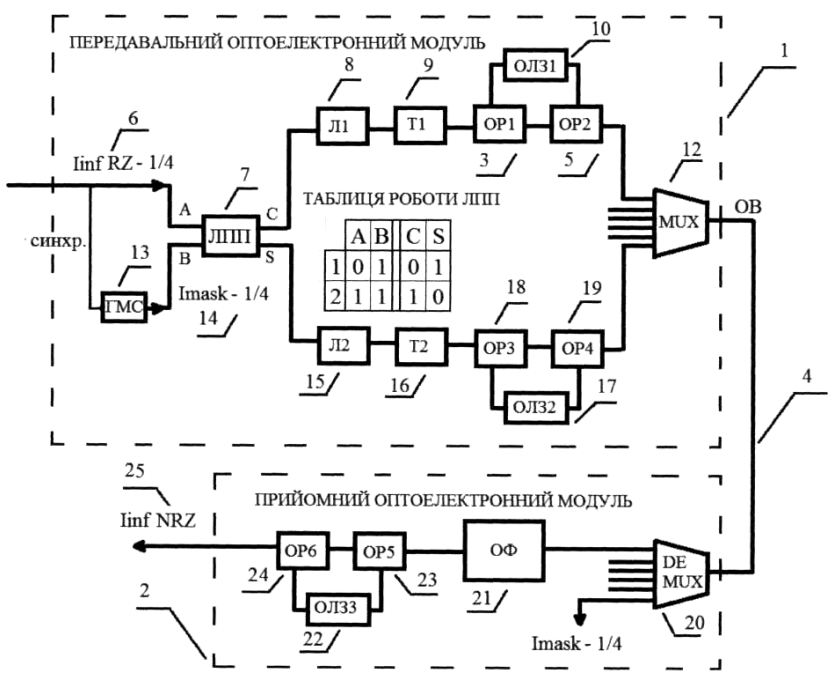 ПЕРЕДАВАЛЬНИЙ ОПТОЕЛЕКТРОННИЙ МОДУЛЬ
10
ОЛЗ1
1
8
9
6
Л1
Т1
ОР1
ОР2
Iinf RZ - 1/4
7
3
5
12
A
C
ТАБЛИЦЯ РОБОТИ ЛПП
MUX
ОВ
ЛПП
синхр.
13
B
S
A B C S
1 0 1 0 1
2 1 1 1 0
ГМС
Imask - 1/4
14
18
19
Л2
Т2
ОР3
ОР4
15
16
ОЛЗ2
17
4
25
ПРИЙОМНИЙ ОПТОЕЛЕКТРОННИЙ МОДУЛЬ
Iinf NRZ
ОР6
ОР5
ОФ
DE
MUX
24
23
21
2
ОЛЗ3
22
20
Imask - 1/4